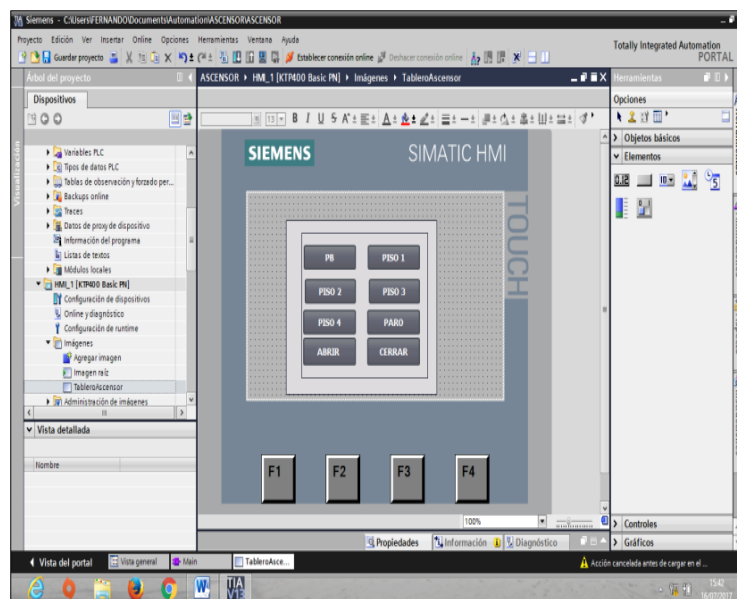 Siemens - C:\Users\FERNANDO\Documents\Automation\ASCENSOR\ASCENSOR
Proyecto Edición Ver Insertar Online Opciones Herramientas Ventana Ayuda
Guardar proyecto
Establecer conexión online
Deshacer conexión online
Totally Integrated Automation
PORTAL
Árbol del proyecto
ASCENSOR HMI_1 [KTP400 Basic PN] Imágenes TableroAscensor
Herramientas
Dispositivos
Opciones
Visualización
13
B I U S
Variables PLC
Tipos de datos PLC
Tablas de observación y forzado per...
Backups online
Traces
Datos de proxy de dispositivo
Información del programa
Listas de textos
Módulos locales
HMI_1 [KTP400 Basic PN]
Configuración de dispositivos
Online y diagnóstico
Configuración de runtime
Imágenes
Agregar imagen
Imagen raíz
TableroAscensor
Administración de imágenes
Vista detallada
Nombre
SIEMENS
SIMATIC HMI
TOUCH
PB
PISO 1
PISO 2
PISO 3
PISO 4
PARO
ABRIR
CERRAR
F1
F2
F3
F4
100%
Objetos básicos
Elementos
Controles
Gráficos
Propiedades
Información
Diagnóstico
Vista del portal
Vista general
Main
TableroAsce...
Acción cancelada antes de cargar en el ...
TIA
V13
15:42
16/07/2017